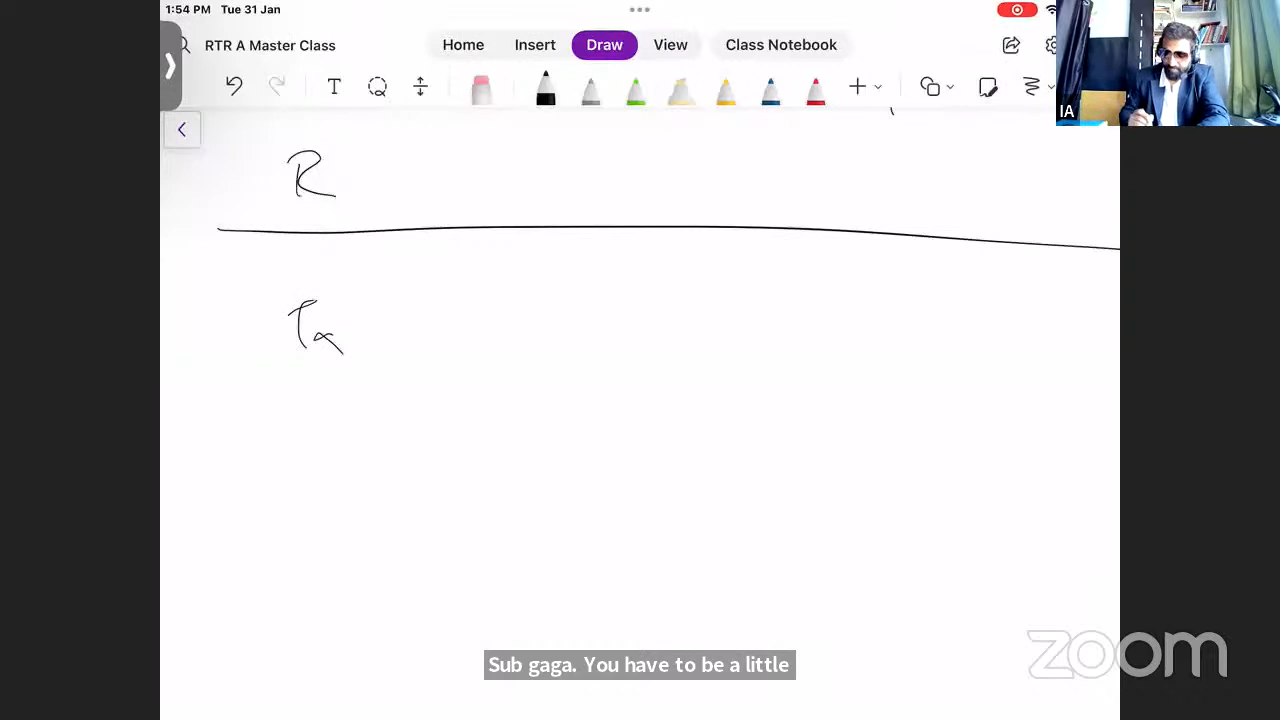 1:54 PM Tue 31 Jan
RTR A Master Class
Home Insert Draw View Class Notebook
T
IA
R
Sub gaga. You have to be a little
zoom